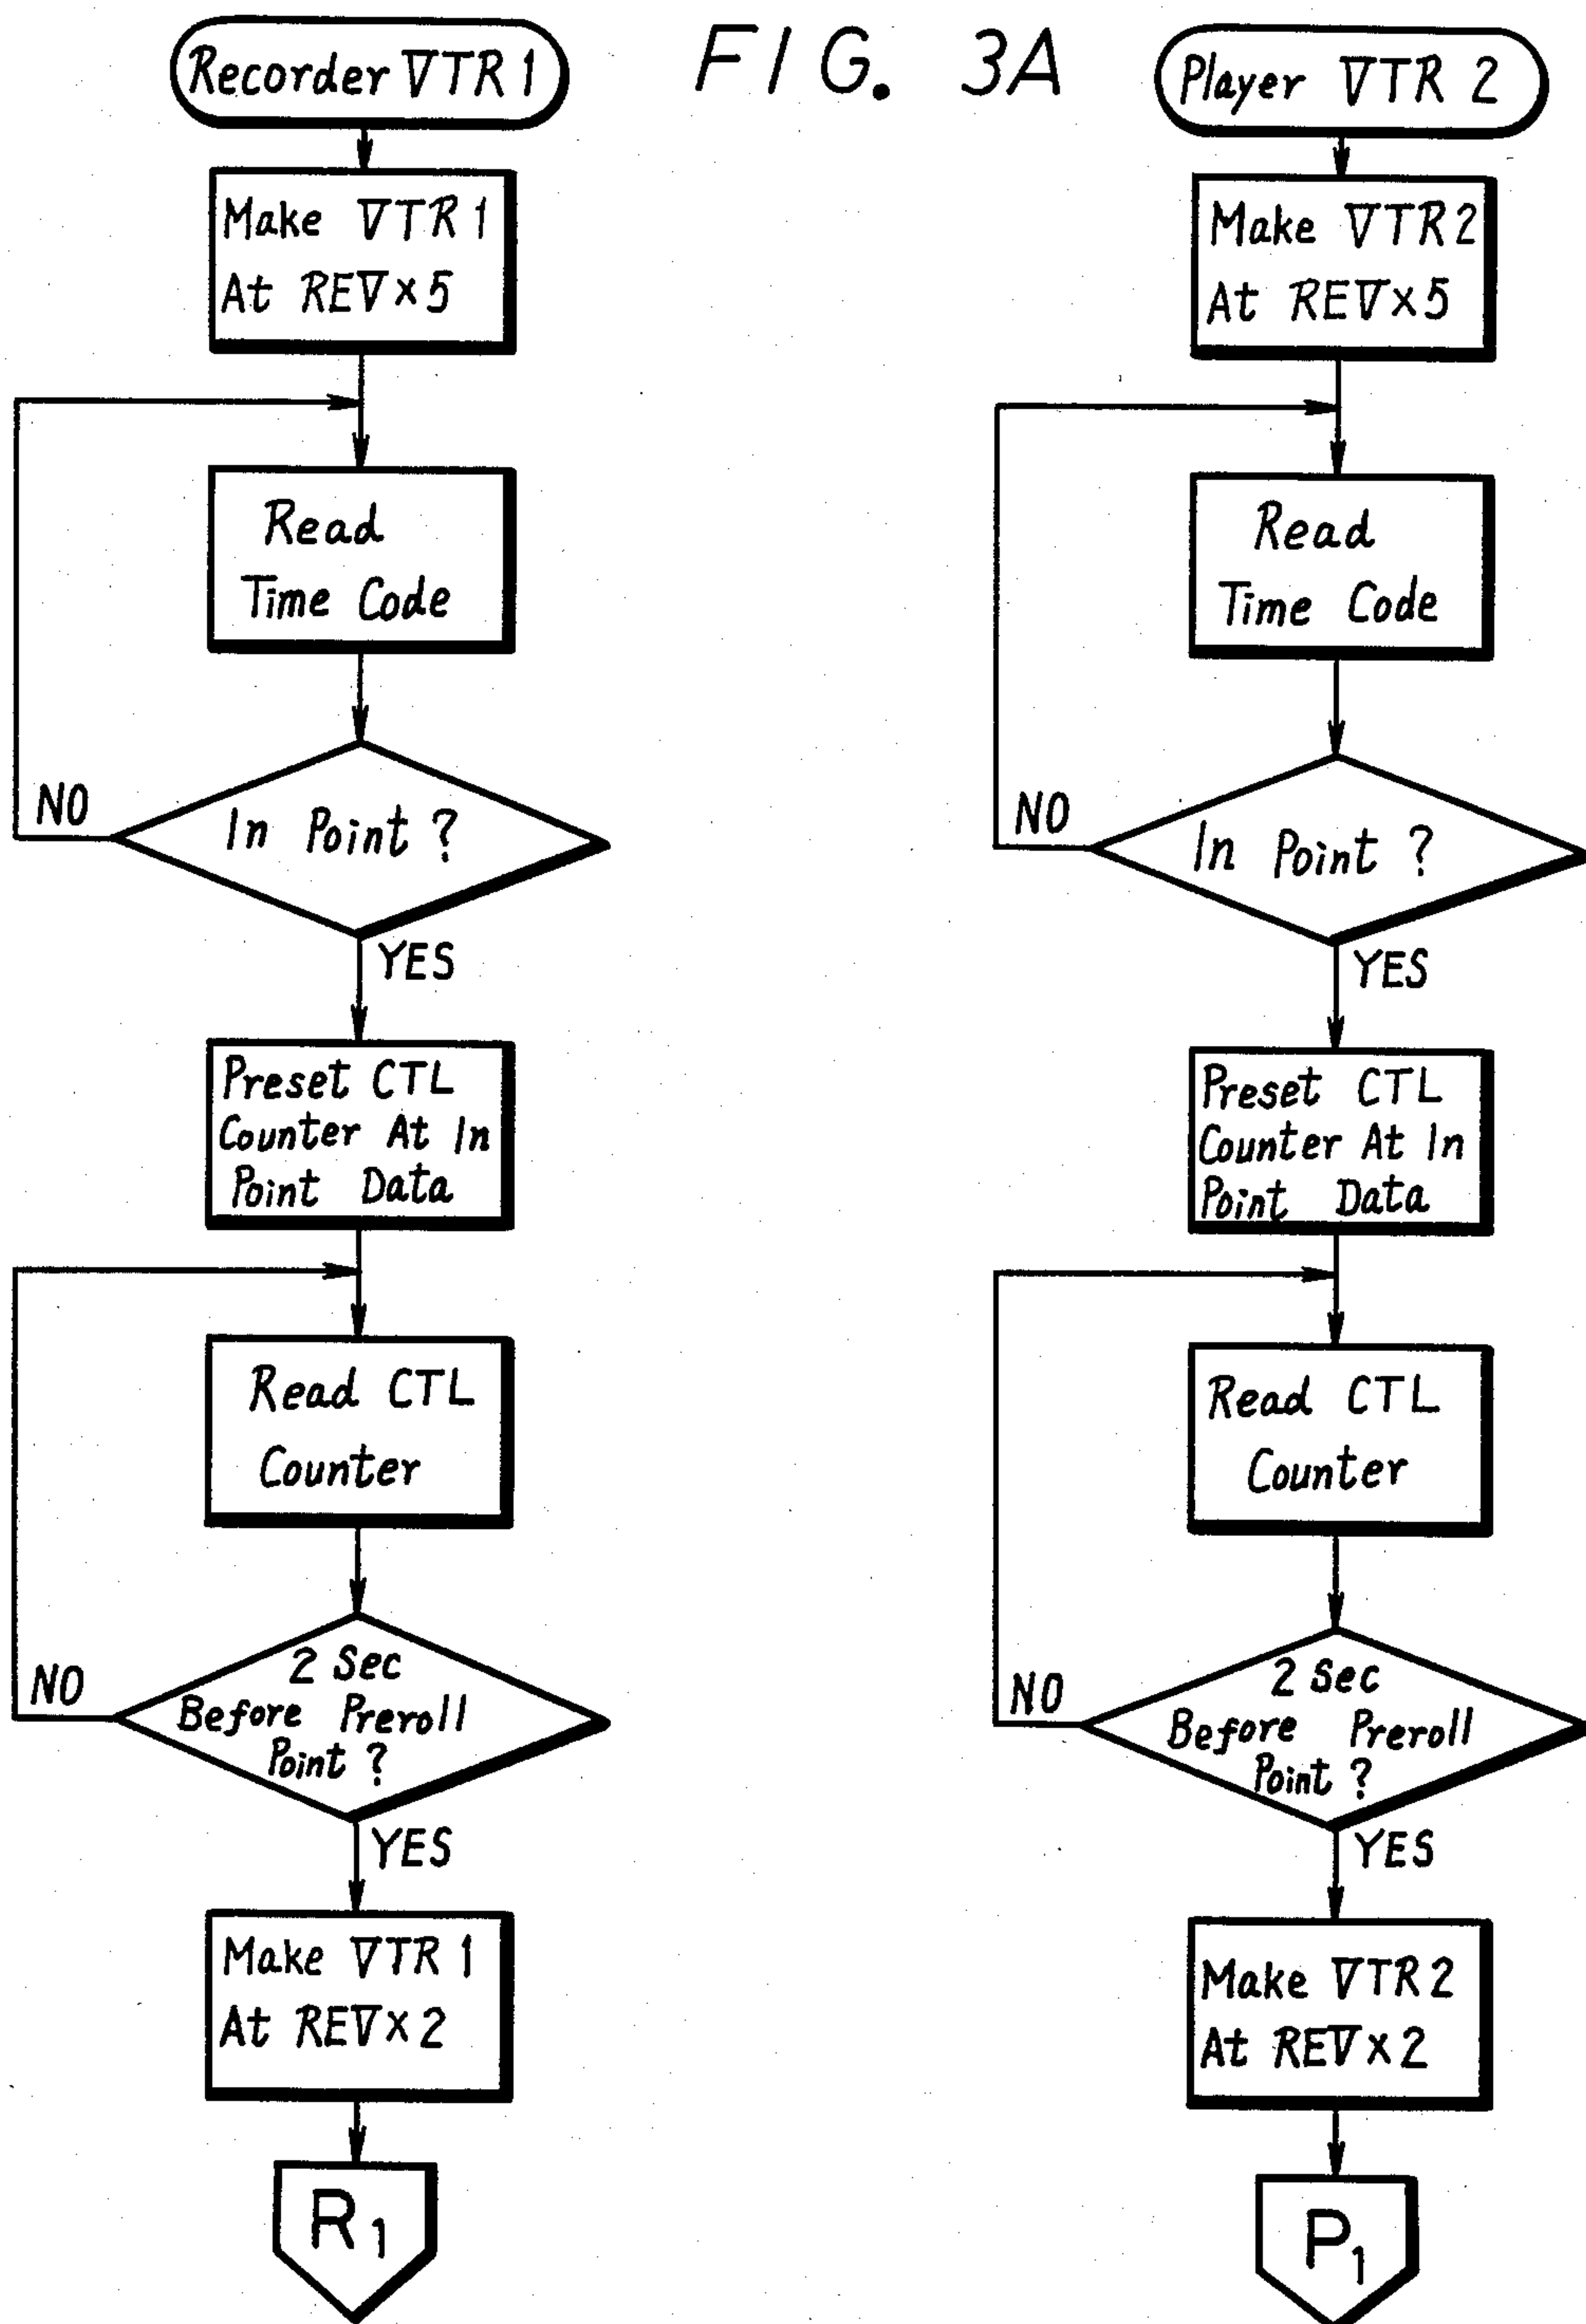 FIG. 3A
Recorder VTR 1
Make VTR 1
At REV×5
Read
Time Code
In Point ?
NO
YES
Preset CTL
Counter At In
Point Data
Read CTL
Counter
2 Sec
Before Preroll
Point ?
NO
YES
Make VTR 1
At REV×2
R1
Player VTR 2
Make VTR 2
At REV×5
Read
Time Code
In Point ?
NO
YES
Preset CTL
Counter At In
Point Data
Read CTL
Counter
2 Sec
Before Preroll
Point ?
NO
YES
Make VTR 2
At REV×2
P1